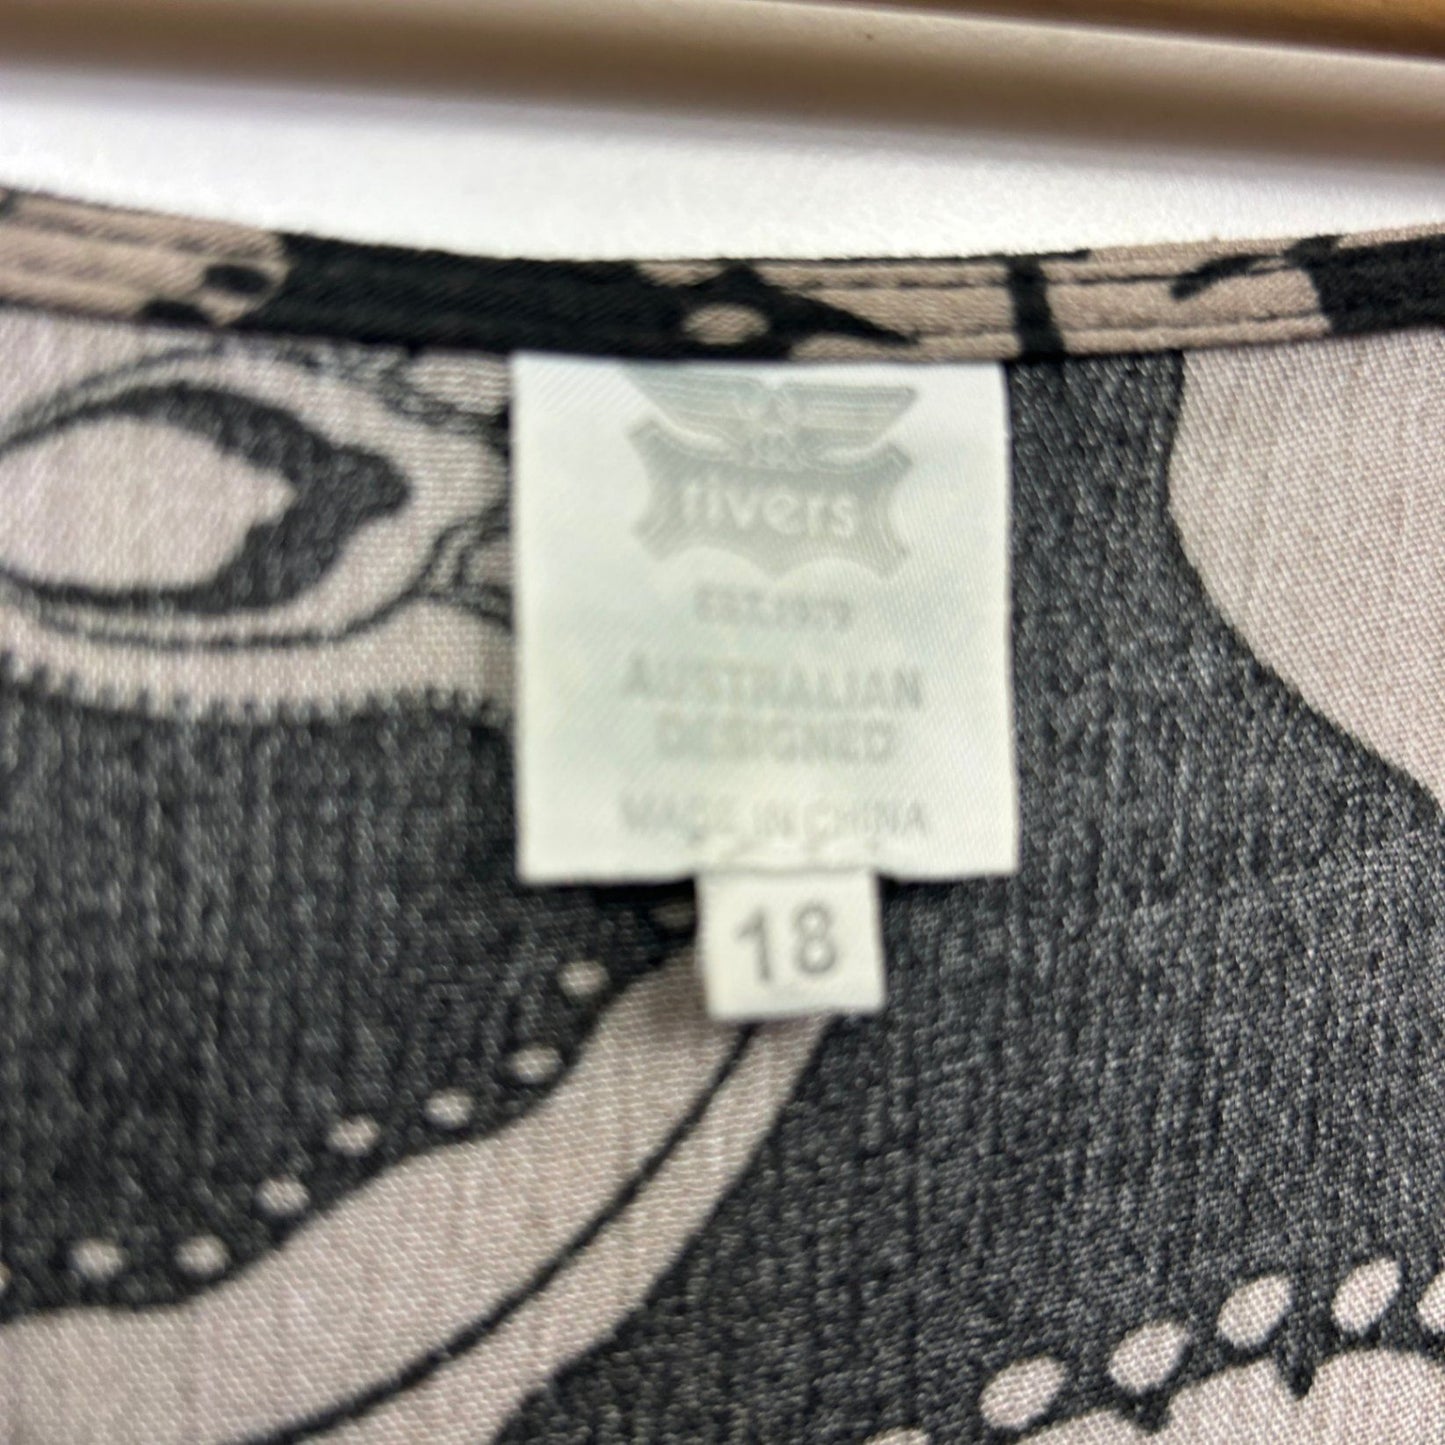 rivers
EST.1979
AUSTRALIAN
DESIGNED
MADE IN CHINA
18